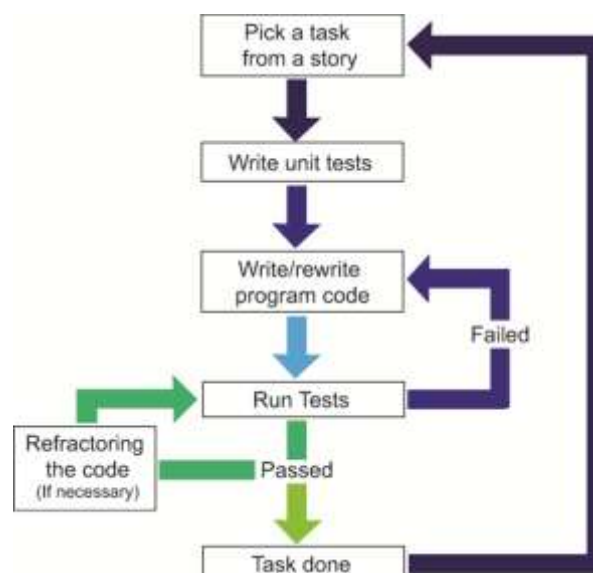 Pick a task
from a story
Write unit tests
Write/rewrite
program code
Failed
Run Tests
Refractoring
the code
(If necessary)
Passed
Task done